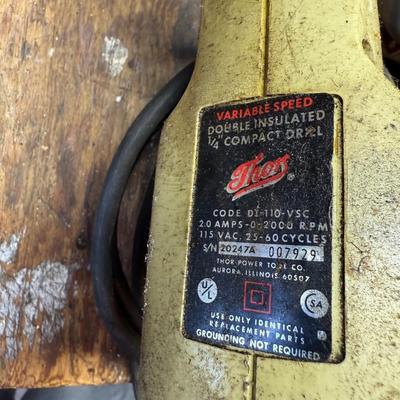 VARIABLE SPEED
DOUBLE INSULATED
1/4" COMPACT DRILL
Thor®
CODE DI-110-VSC
2.0 AMPS-0-2000 RPM
115 VAC. 25-60 CYCLES
S/N 20247A 007929
THOR POWER TOOL CO.
AURORA, ILLINOIS 60507
U/L
CSA
USE ONLY IDENTICAL
REPLACEMENT PARTS
GROUNDING NOT REQUIRED